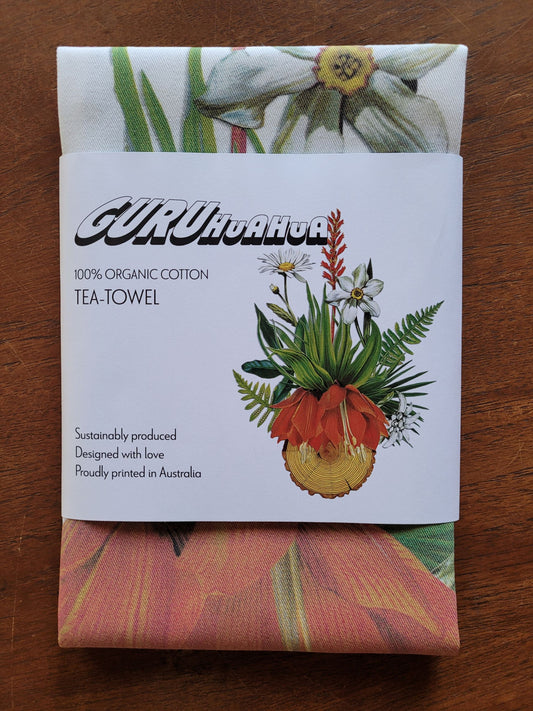 GURUHUAHUA
100% ORGANIC COTTON
TEA-TOWEL
Sustainably produced
Designed with love
Proudly printed in Australia